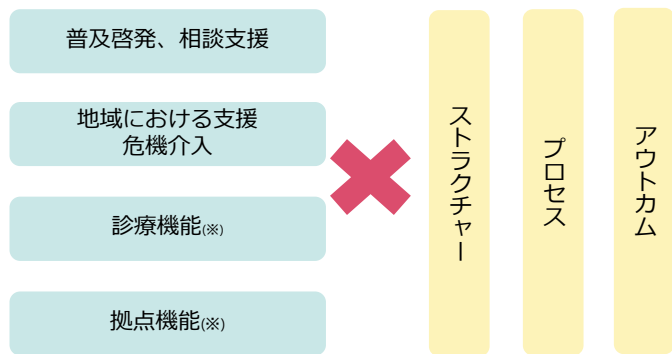 普及啓発、相談支援
地域における支援
危機介入
診療機能(※)
拠点機能(※)
ストラクチャー
プロセス
アウトカム